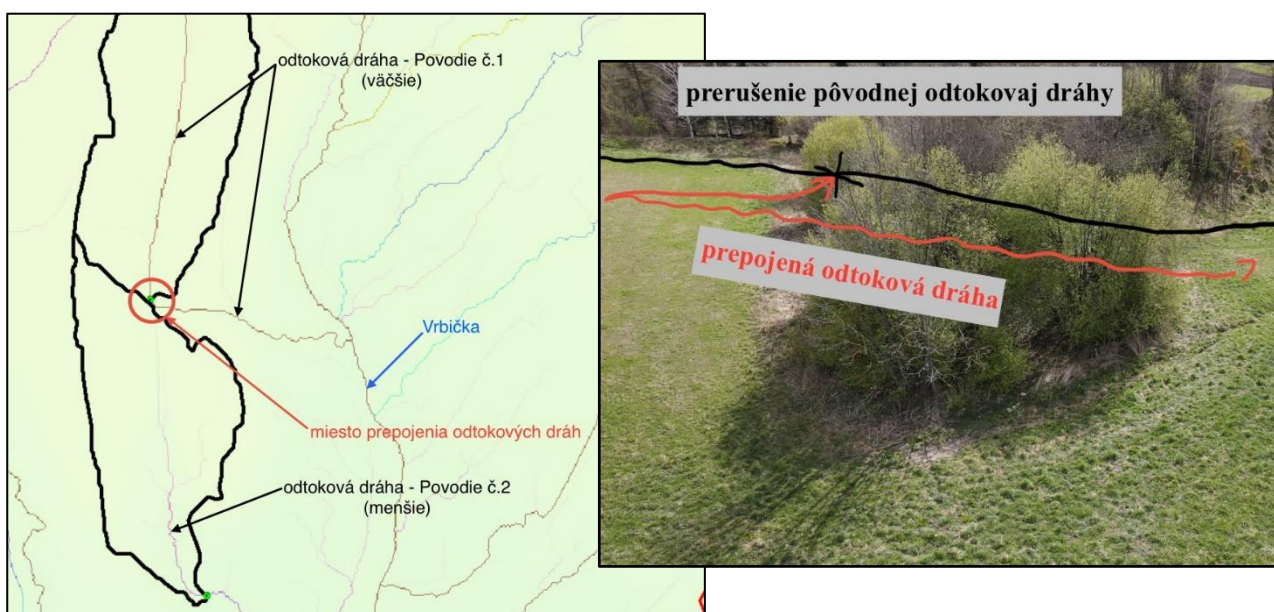 odtoková dráha - Povodie č.1
(väčšie)
Vrbička
miesto prepojenia odtokových dráh
odtoková dráha - Povodie č.2
(menšie)
prerušenie pôvodnej odtokovaj dráhy
prepojená odtoková dráha